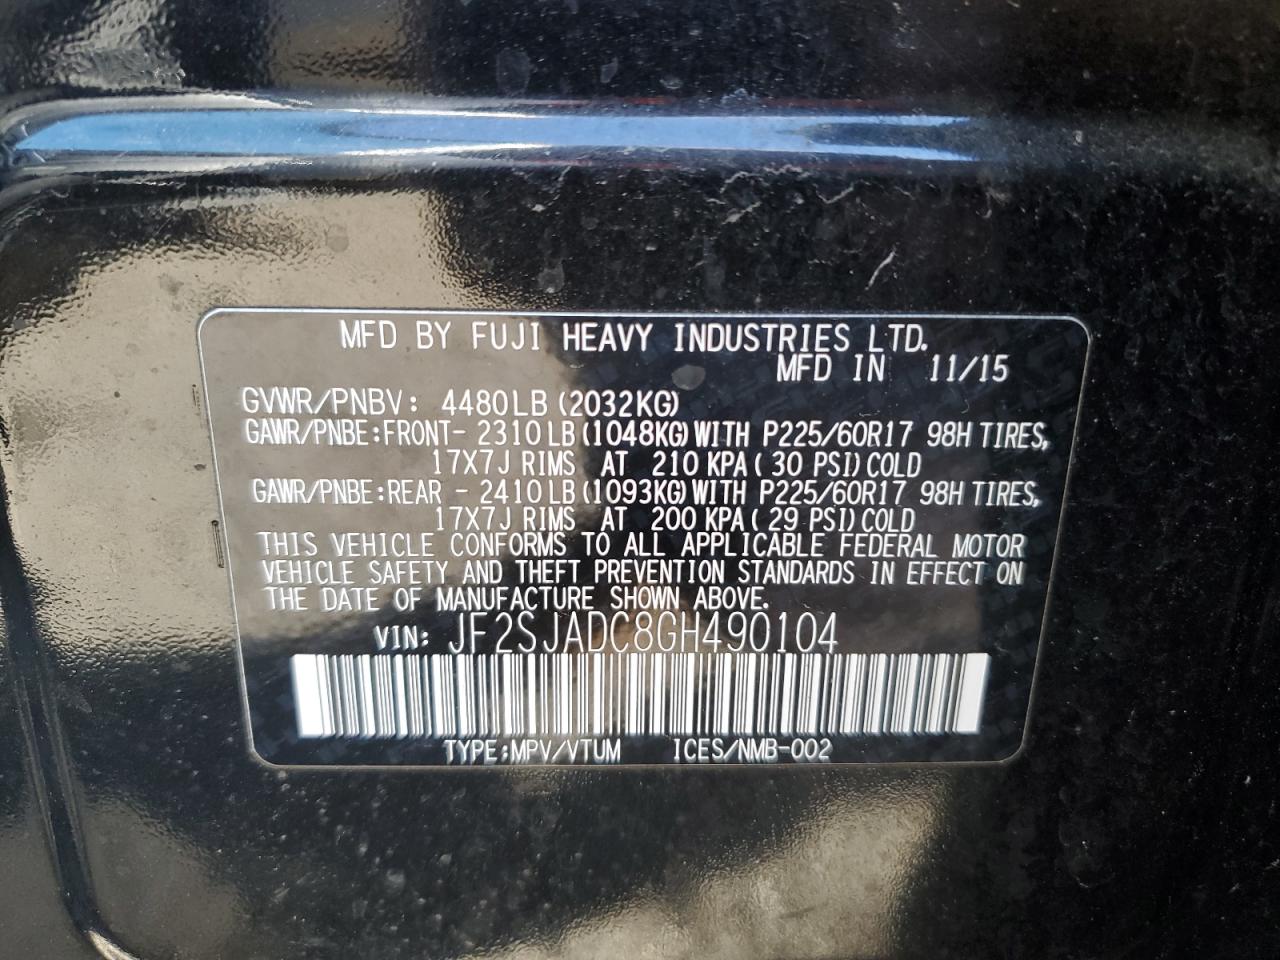 MFD BY FUJI HEAVY INDUSTRIES LTD.
MFD IN 11/15
GVWR/PNBV: 4480LB(2032KG)
GAWR/PNBE:FRONT- 2310LB(1048KG)WITH P225/60R17 98H TIRES,
17X7J RIMS AT 210 KPA( 30 PSI)COLD
GAWR/PNBE:REAR - 2410LB(1093KG)WITH P225/60R17 98H TIRES,
17X7J RIMS AT 200 KPA( 29 PSI)COLD
THIS VEHICLE CONFORMS TO ALL APPLICABLE FEDERAL MOTOR
VEHICLE SAFETY AND THEFT PREVENTION STANDARDS IN EFFECT ON
THE DATE OF MANUFACTURE SHOWN ABOVE.
VIN: JF2SJADC8GH490104
TYPE:MPV/VTUM ICES/NMB-002